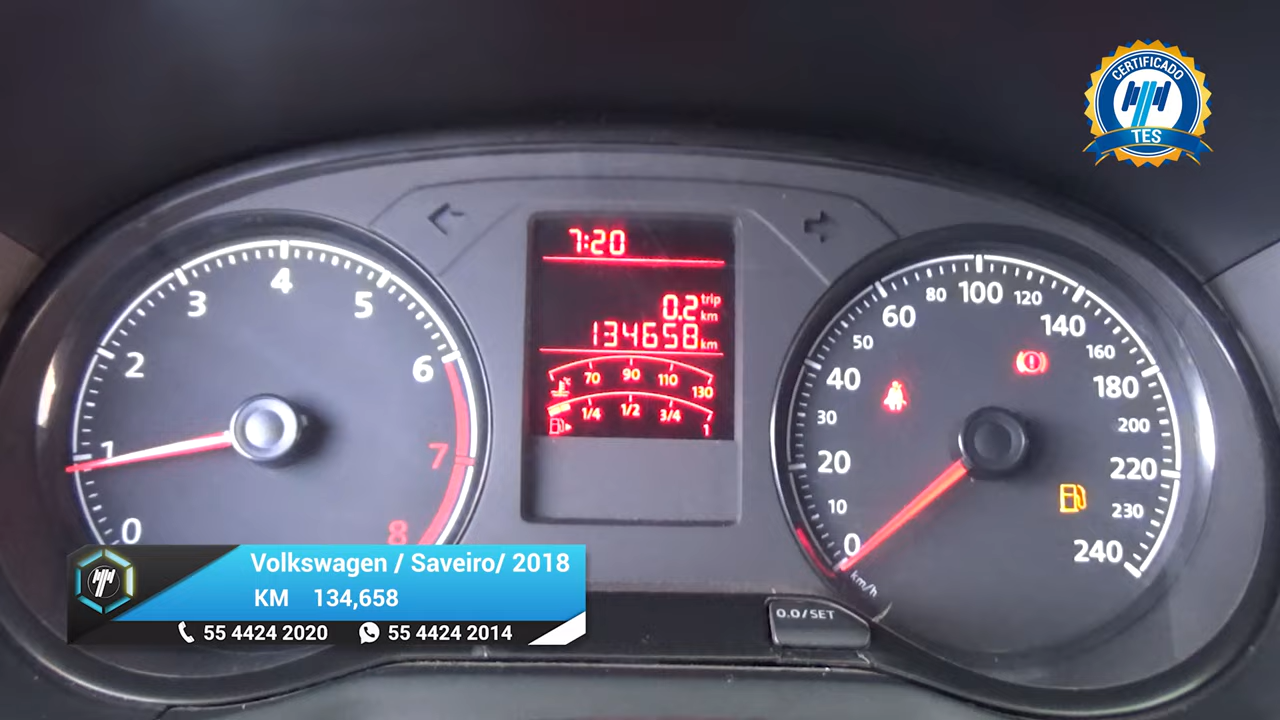 CERTIFICADO
TES
7:20
0.2 trip km
134658 km
°C
70 90 110 130
1/4 1/2 3/4 1
0 1 2 3 4 5 6 7 8
0 10 20 30 40 50 60 80 100 120 140 160 180 200 220 230 240
km/h
0.0/SET
Volkswagen / Saveiro/ 2018
KM 134,658
55 4424 2020 55 4424 2014